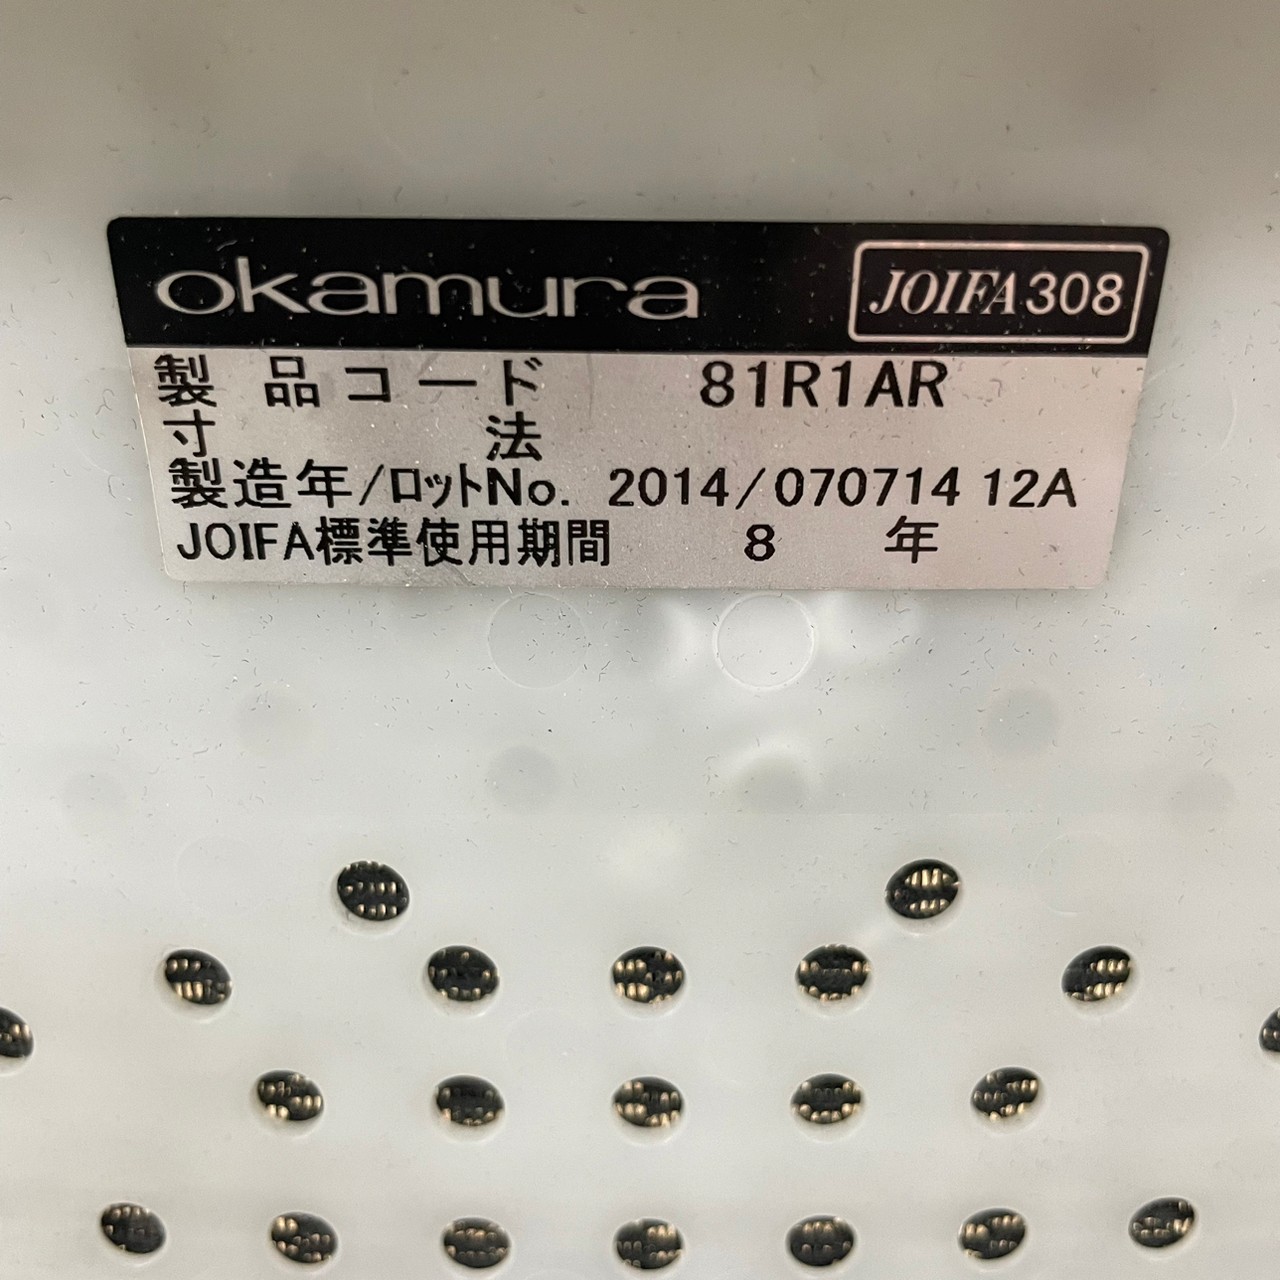 okamura JOIFA308
製品コード 81R1AR
寸法
製造年/ロットNo. 2014/070714 12A
JOIFA標準使用期間 8 年